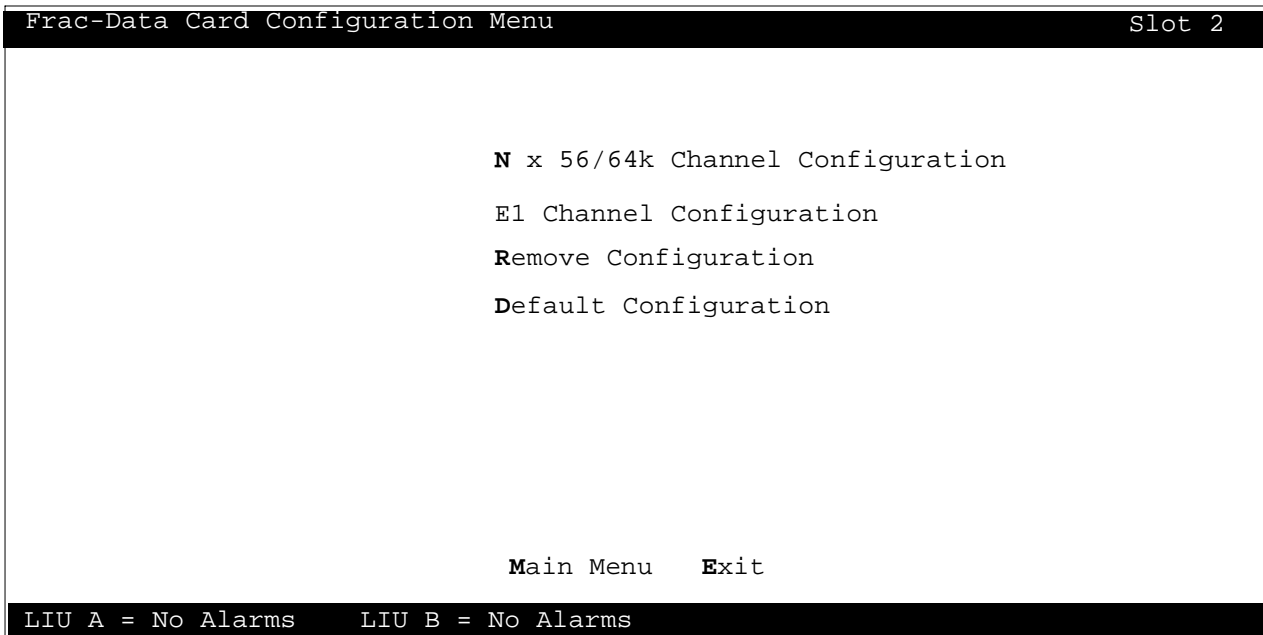 Frac-Data Card Configuration Menu Slot 2
N x 56/64k Channel Configuration
E1 Channel Configuration
Remove Configuration
Default Configuration
Main Menu Exit
LIU A = No Alarms LIU B = No Alarms